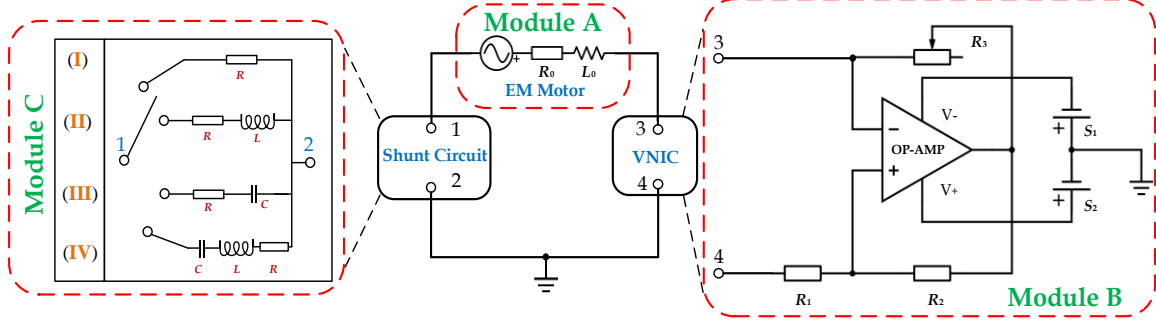 Module C
(I)
R
(II)
R
L
1
2
(III)
R
C
(IV)
C
L
R
Module A
+
R₀
L₀
EM Motor
1
Shunt Circuit
2
3
VNIC
4
3
R₃
V-
−
OP-AMP
+
V+
+
S₁
+
S₂
4
R₁
R₂
Module B